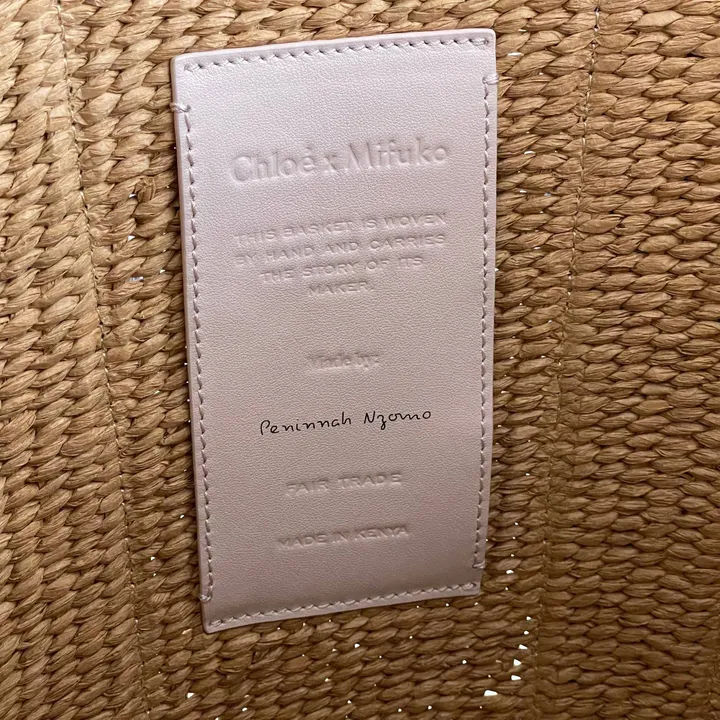 Chloé x Mifuko
THIS BASKET IS WOVEN
BY HAND AND CARRIES
THE STORY OF ITS
MAKER.
Made by:
Peninnah Nzomo
FAIR TRADE
MADE IN KENYA